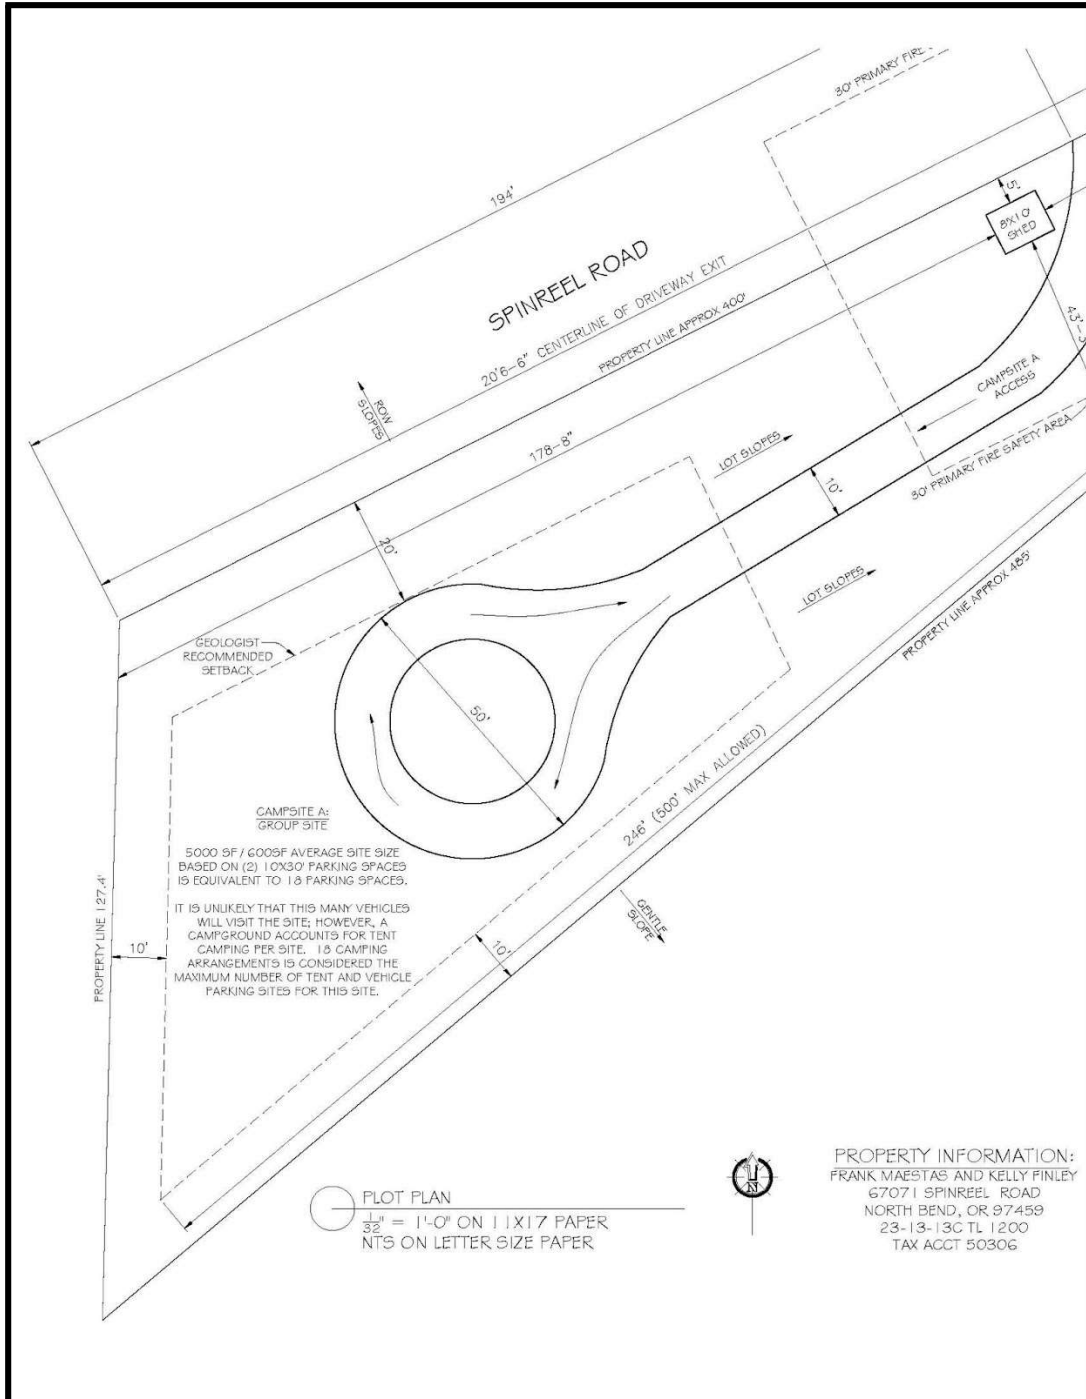 30' PRIMARY FIRE
194'
SPINREEL ROAD
20'6-6" CENTERLINE OF DRIVEWAY EXIT
PROPERTY LINE APPROX 400'
5'
8'X10'
SHED
43'-
ROW
SLOPES
178-8"
LOT SLOPES
CAMPSITE A
ACCESS
30' PRIMARY FIRE SAFETY AREA
10'
20'
LOT SLOPES
PROPERTY LINE APPROX 485'
GEOLOGIST
RECOMMENDED
SETBACK
50'
246' (500' MAX ALLOWED)
CAMPSITE A:
GROUP SITE
5000 SF / 600SF AVERAGE SITE SIZE
BASED ON (2) 10X30' PARKING SPACES
IS EQUIVALENT TO 18 PARKING SPACES.
IT IS UNLIKELY THAT THIS MANY VEHICLES
WILL VISIT THE SITE; HOWEVER, A
CAMPGROUND ACCOUNTS FOR TENT
CAMPING PER SITE. 18 CAMPING
ARRANGEMENTS IS CONSIDERED THE
MAXIMUM NUMBER OF TENT AND VEHICLE
PARKING SITES FOR THIS SITE.
GENTLE
SLOPE
PROPERTY LINE 127.4'
10'
10'
PLOT PLAN
1/32" = 1'-0" ON 11X17 PAPER
NTS ON LETTER SIZE PAPER
N
PROPERTY INFORMATION:
FRANK MAESTAS AND KELLY FINLEY
67071 SPINREEL ROAD
NORTH BEND, OR 97459
23-13-13C TL 1200
TAX ACCT 50306